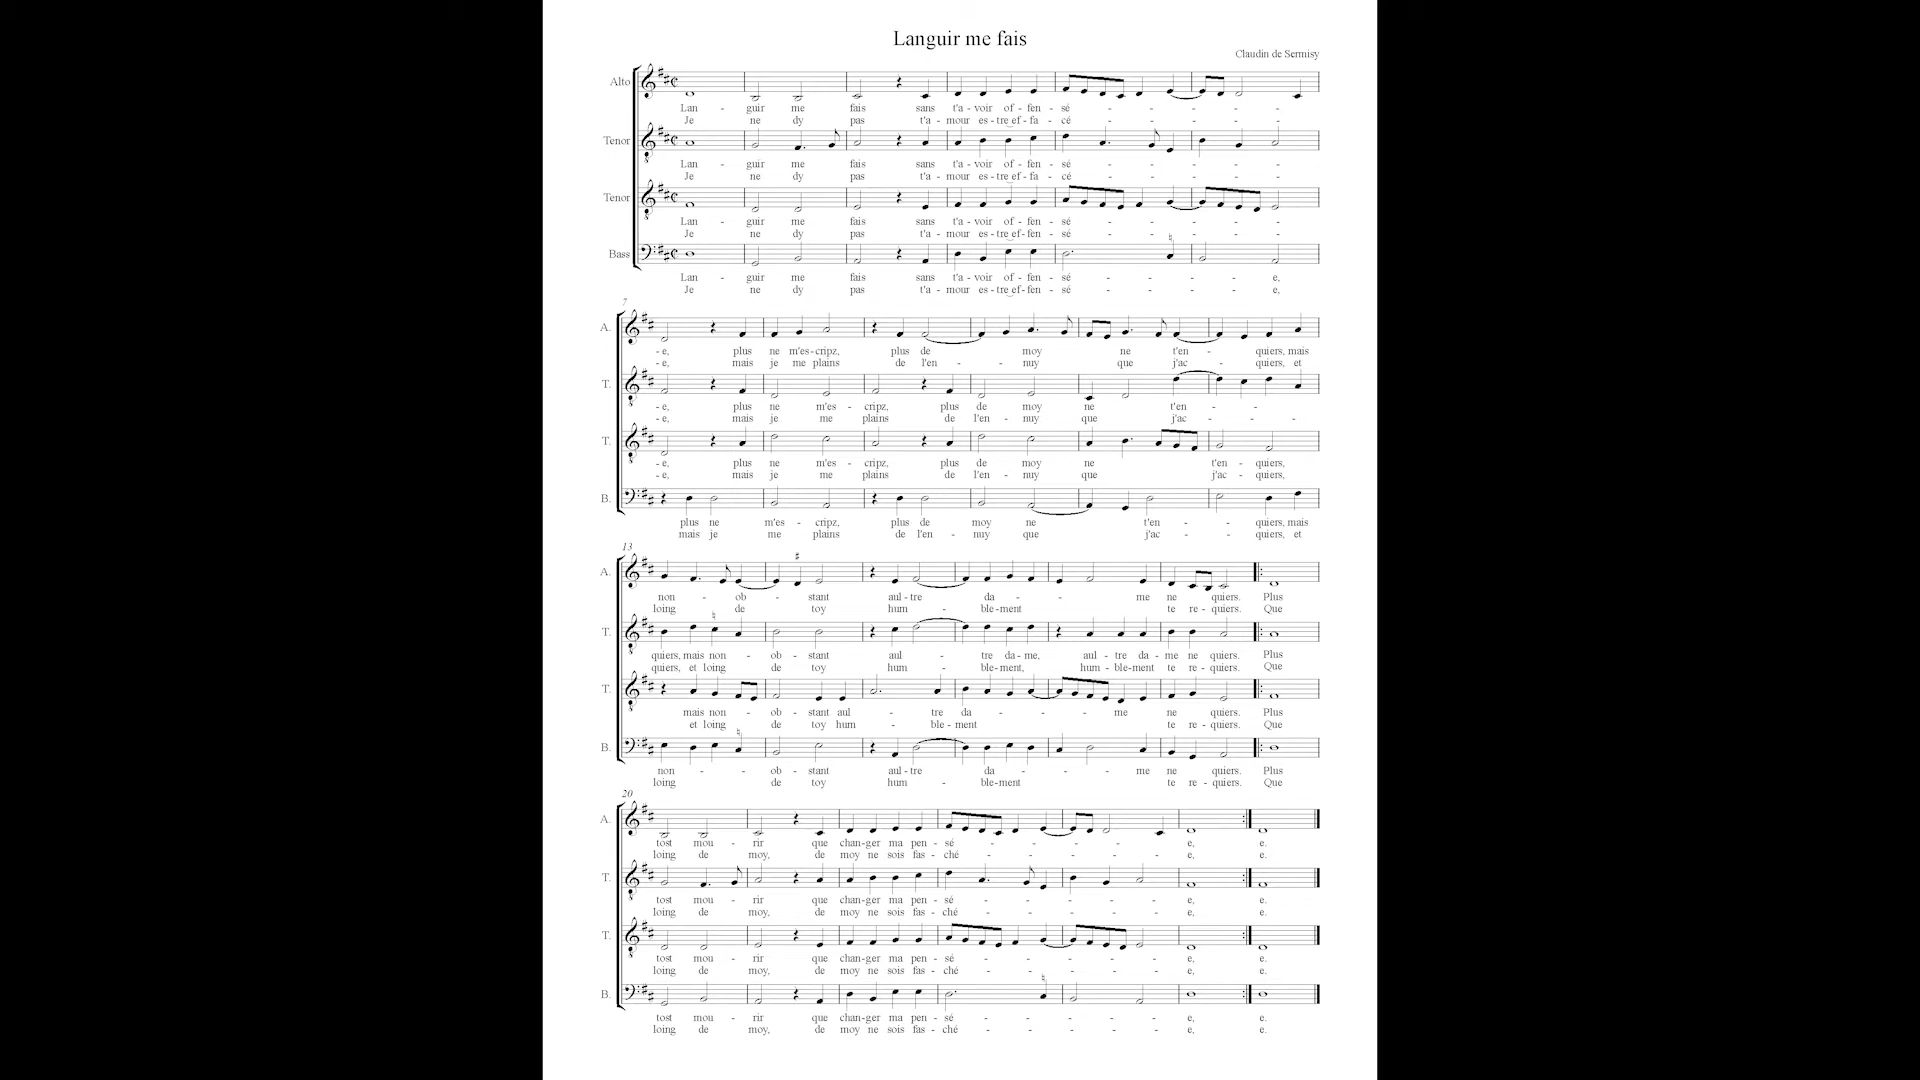 Languir me fais
Claudin de Sermisy
Alto
Lan - guir me fais sans t'a - voir of - fen - sé - - - - - -
Je ne dy pas t'a - mour es - tre ef - fa - cé - - - - - -
Tenor
Lan - guir me fais sans t'a - voir of - fen - sé - - - - - -
Je ne dy pas t'a - mour es - tre ef - fa - cé - - - - - -
Tenor
Lan - guir me fais sans t'a - voir of - fen - sé - - - - - -
Je ne dy pas t'a - mour es - tre ef - fen - sé - - - - - -
Bass
Lan - guir me fais sans t'a - voir of - fen - sé - - - - - e,
Je ne dy pas t'a - mour es - tre ef - fen - sé - - - - - e,
7
A.
- e, plus ne m'es - cripz, plus de moy ne t'en - quiers, mais
- e, mais je me plains de l'en - nuy que j'ac - quiers, et
T.
- e, plus ne m'es - cripz, plus de moy ne t'en - - -
- e, mais je me plains de l'en - nuy que j'ac - - - -
T.
- e, plus ne m'es - cripz, plus de moy ne t'en - quiers,
- e, mais je me plains de l'en - nuy que j'ac - quiers,
B.
plus ne m'es - cripz, plus de moy ne t'en - - quiers, mais
mais je me plains de l'en - nuy que j'ac - - quiers, et
13
A.
non - ob - stant aul - tre da - - - me ne quiers. Plus
loing de toy hum - ble - ment te re - quiers. Que
T.
quiers, mais non - ob - stant aul - tre da - me, aul - tre da - me ne quiers. Plus
quiers, et loing de toy hum - ble - ment, hum - ble - ment te re - quiers. Que
T.
mais non - ob - stant aul - tre da - - - - me ne quiers. Plus
et loing de toy hum - ble - ment te re - quiers. Que
B.
non - - - ob - stant aul - tre da - - - me ne quiers. Plus
loing de toy hum - ble - ment te re - quiers. Que
20
A.
tost mou - rir que chan - ger ma pen - sé - - - - - - e, e.
loing de moy, de moy ne sois fas - ché - - - - - - e, e.
T.
tost mou - rir que chan - ger ma pen - sé - - - - - - e, e.
loing de moy, de moy ne sois fas - ché - - - - - - e, e.
T.
tost mou - rir que chan - ger ma pen - sé - - - - - - e, e.
loing de moy, de moy ne sois fas - ché - - - - - - e, e.
B.
tost mou - rir que chan - ger ma pen - sé - - - - - - e, e.
loing de moy, de moy ne sois fas - ché - - - - - - e, e.